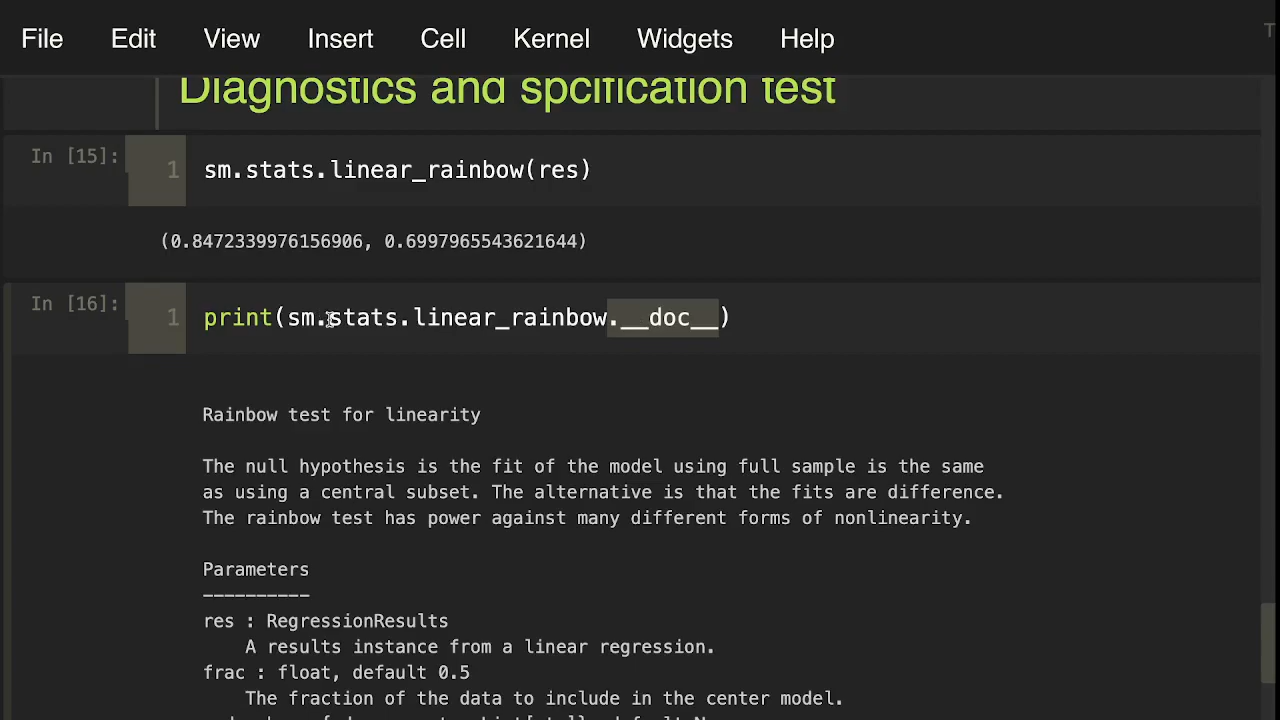 File Edit View Insert Cell Kernel Widgets Help
T
Diagnostics and spcification test
In [15]:
1 sm.stats.linear_rainbow(res)
(0.8472339976156906, 0.6997965543621644)
In [16]:
1 print(sm.stats.linear_rainbow.__doc__)
Rainbow test for linearity
The null hypothesis is the fit of the model using full sample is the same
as using a central subset. The alternative is that the fits are difference.
The rainbow test has power against many different forms of nonlinearity.
Parameters
----------
res : RegressionResults
A results instance from a linear regression.
frac : float, default 0.5
The fraction of the data to include in the center model.